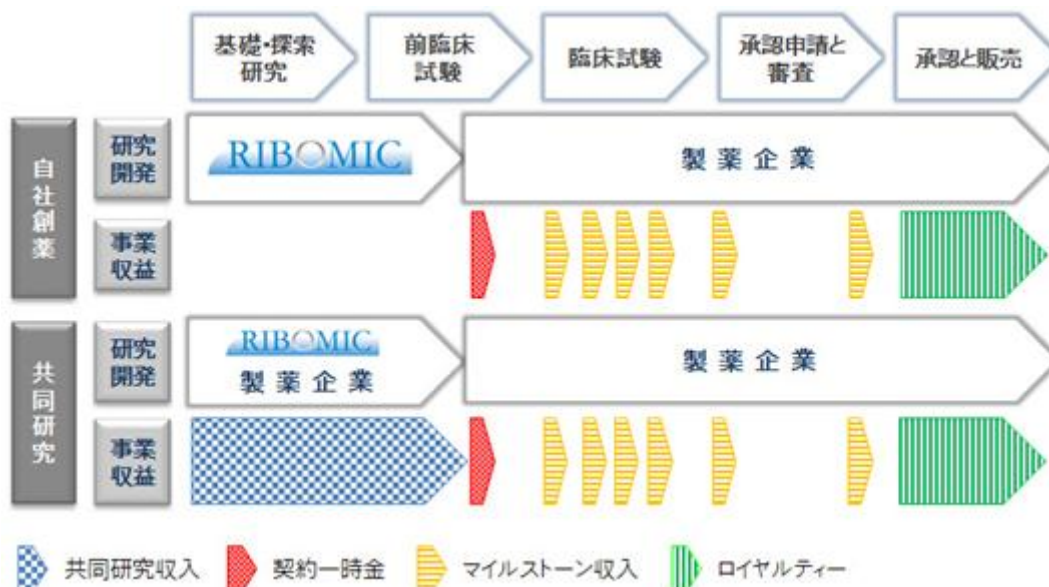 基礎・探索
研究
前臨床
試験
臨床試験
承認申請と
審査
承認と販売
自社創薬
研究
開発
RIBOMIC
製薬企業
事業
収益
共同研究
研究
開発
RIBOMIC
製薬企業
製薬企業
事業
収益
共同研究収入
契約一時金
マイルストーン収入
ロイヤルティー